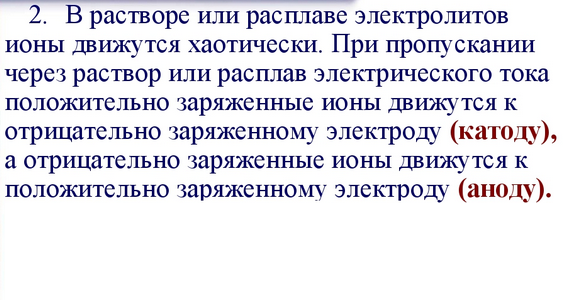 2. В растворе или расплаве электролитов
ионы движутся хаотически. При пропускании
через раствор или расплав электрического тока
положительно заряженные ионы движутся к
отрицательно заряженному электроду (катоду),
а отрицательно заряженные ионы движутся к
положительно заряженному электроду (аноду).